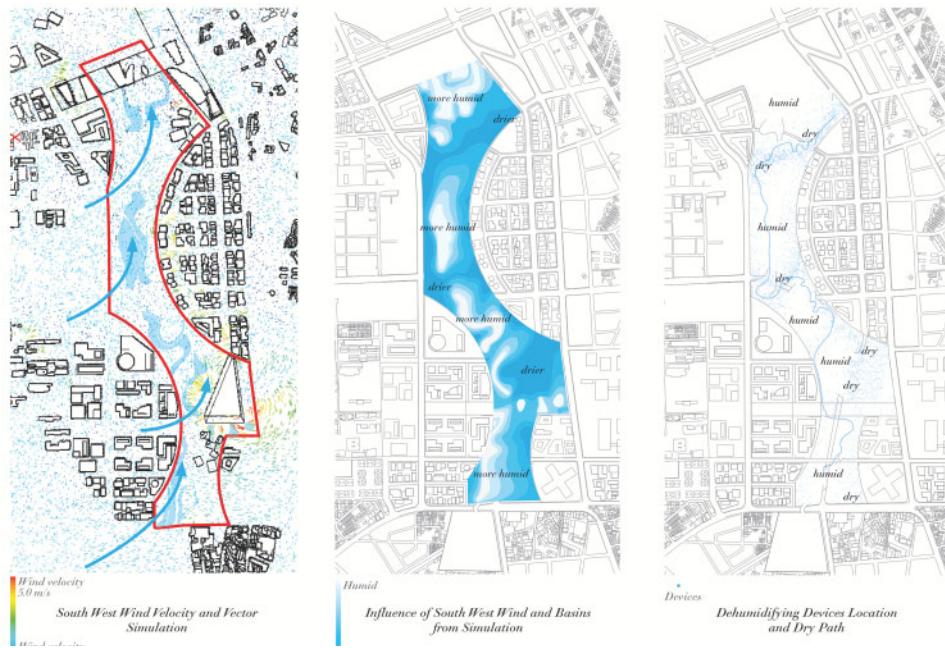 more humid
drier
more humid
drier
more humid
drier
more humid
humid
dry
dry
humid
dry
humid
dry
humid
dry
humid
dry
Wind velocity
5.0 m/s
South West Wind Velocity and Vector
Simulation
Wind velocity
Humid
Influence of South West Wind and Basins
from Simulation
Devices
Dehumidifying Devices Location
and Dry Path